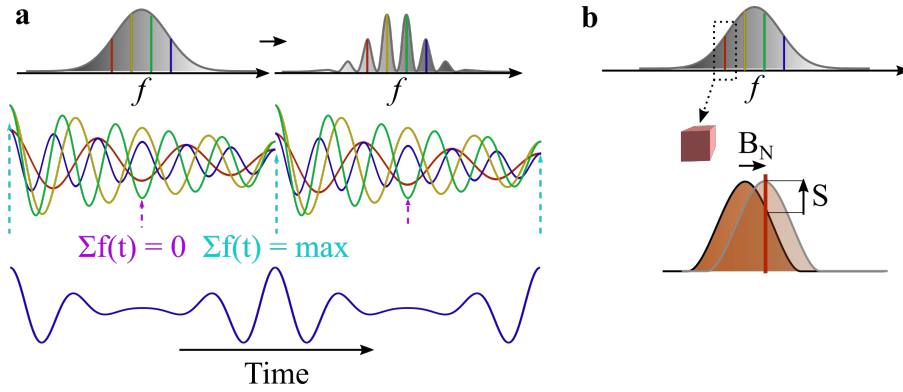 a
f
f
Σf(t) = 0
Σf(t) = max
Time
b
f
B_N
S